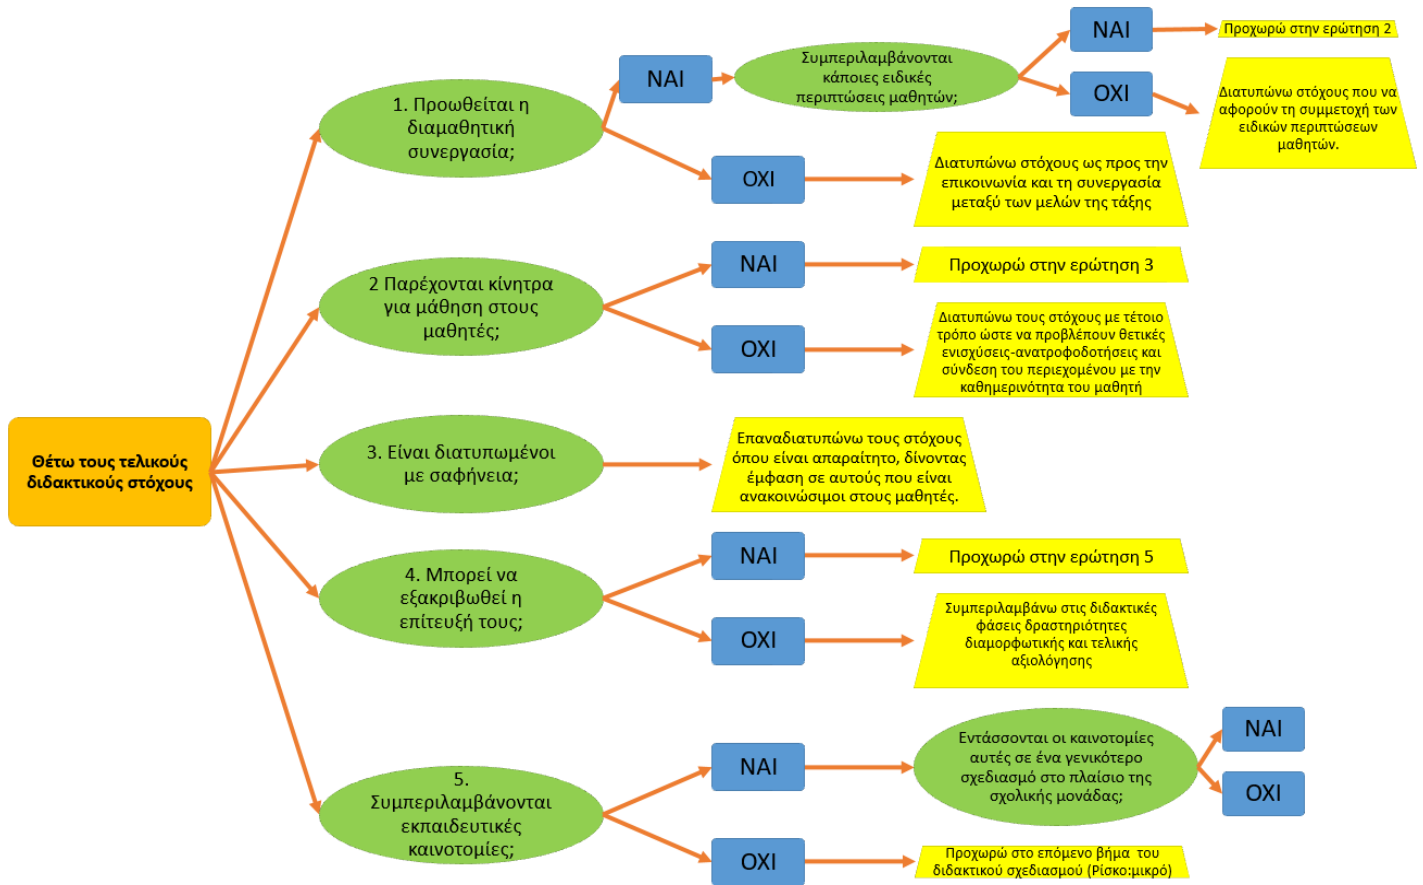 Θέτω τους τελικούς
διδακτικούς στόχους
1. Προωθείται η
διαμαθητική
συνεργασία;
ΝΑΙ
Συμπεριλαμβάνονται
κάποιες ειδικές
περιπτώσεις μαθητών;
ΝΑΙ
Προχωρώ στην ερώτηση 2
ΟΧΙ
Διατυπώνω στόχους που να
αφορούν τη συμμετοχή των
ειδικών περιπτώσεων
μαθητών.
ΟΧΙ
Διατυπώνω στόχους ως προς την
επικοινωνία και τη συνεργασία
μεταξύ των μελών της τάξης
2 Παρέχονται κίνητρα
για μάθηση στους
μαθητές;
ΝΑΙ
Προχωρώ στην ερώτηση 3
ΟΧΙ
Διατυπώνω τους στόχους με τέτοιο
τρόπο ώστε να προβλέπουν θετικές
ενισχύσεις-ανατροφοδοτήσεις και
σύνδεση του περιεχομένου με την
καθημερινότητα του μαθητή
3. Είναι διατυπωμένοι
με σαφήνεια;
Επαναδιατυπώνω τους στόχους
όπου είναι απαραίτητο, δίνοντας
έμφαση σε αυτούς που είναι
ανακοινώσιμοι στους μαθητές.
4. Μπορεί να
εξακριβωθεί η
επίτευξή τους;
ΝΑΙ
Προχωρώ στην ερώτηση 5
ΟΧΙ
Συμπεριλαμβάνω στις διδακτικές
φάσεις δραστηριότητες
διαμορφωτικής και τελικής
αξιολόγησης
5.
Συμπεριλαμβάνονται
εκπαιδευτικές
καινοτομίες;
ΝΑΙ
Εντάσσονται οι καινοτομίες
αυτές σε ένα γενικότερο
σχεδιασμό στο πλαίσιο της
σχολικής μονάδας;
ΝΑΙ
ΟΧΙ
ΟΧΙ
Προχωρώ στο επόμενο βήμα του
διδακτικού σχεδιασμού (Ρίσκο:μικρό)